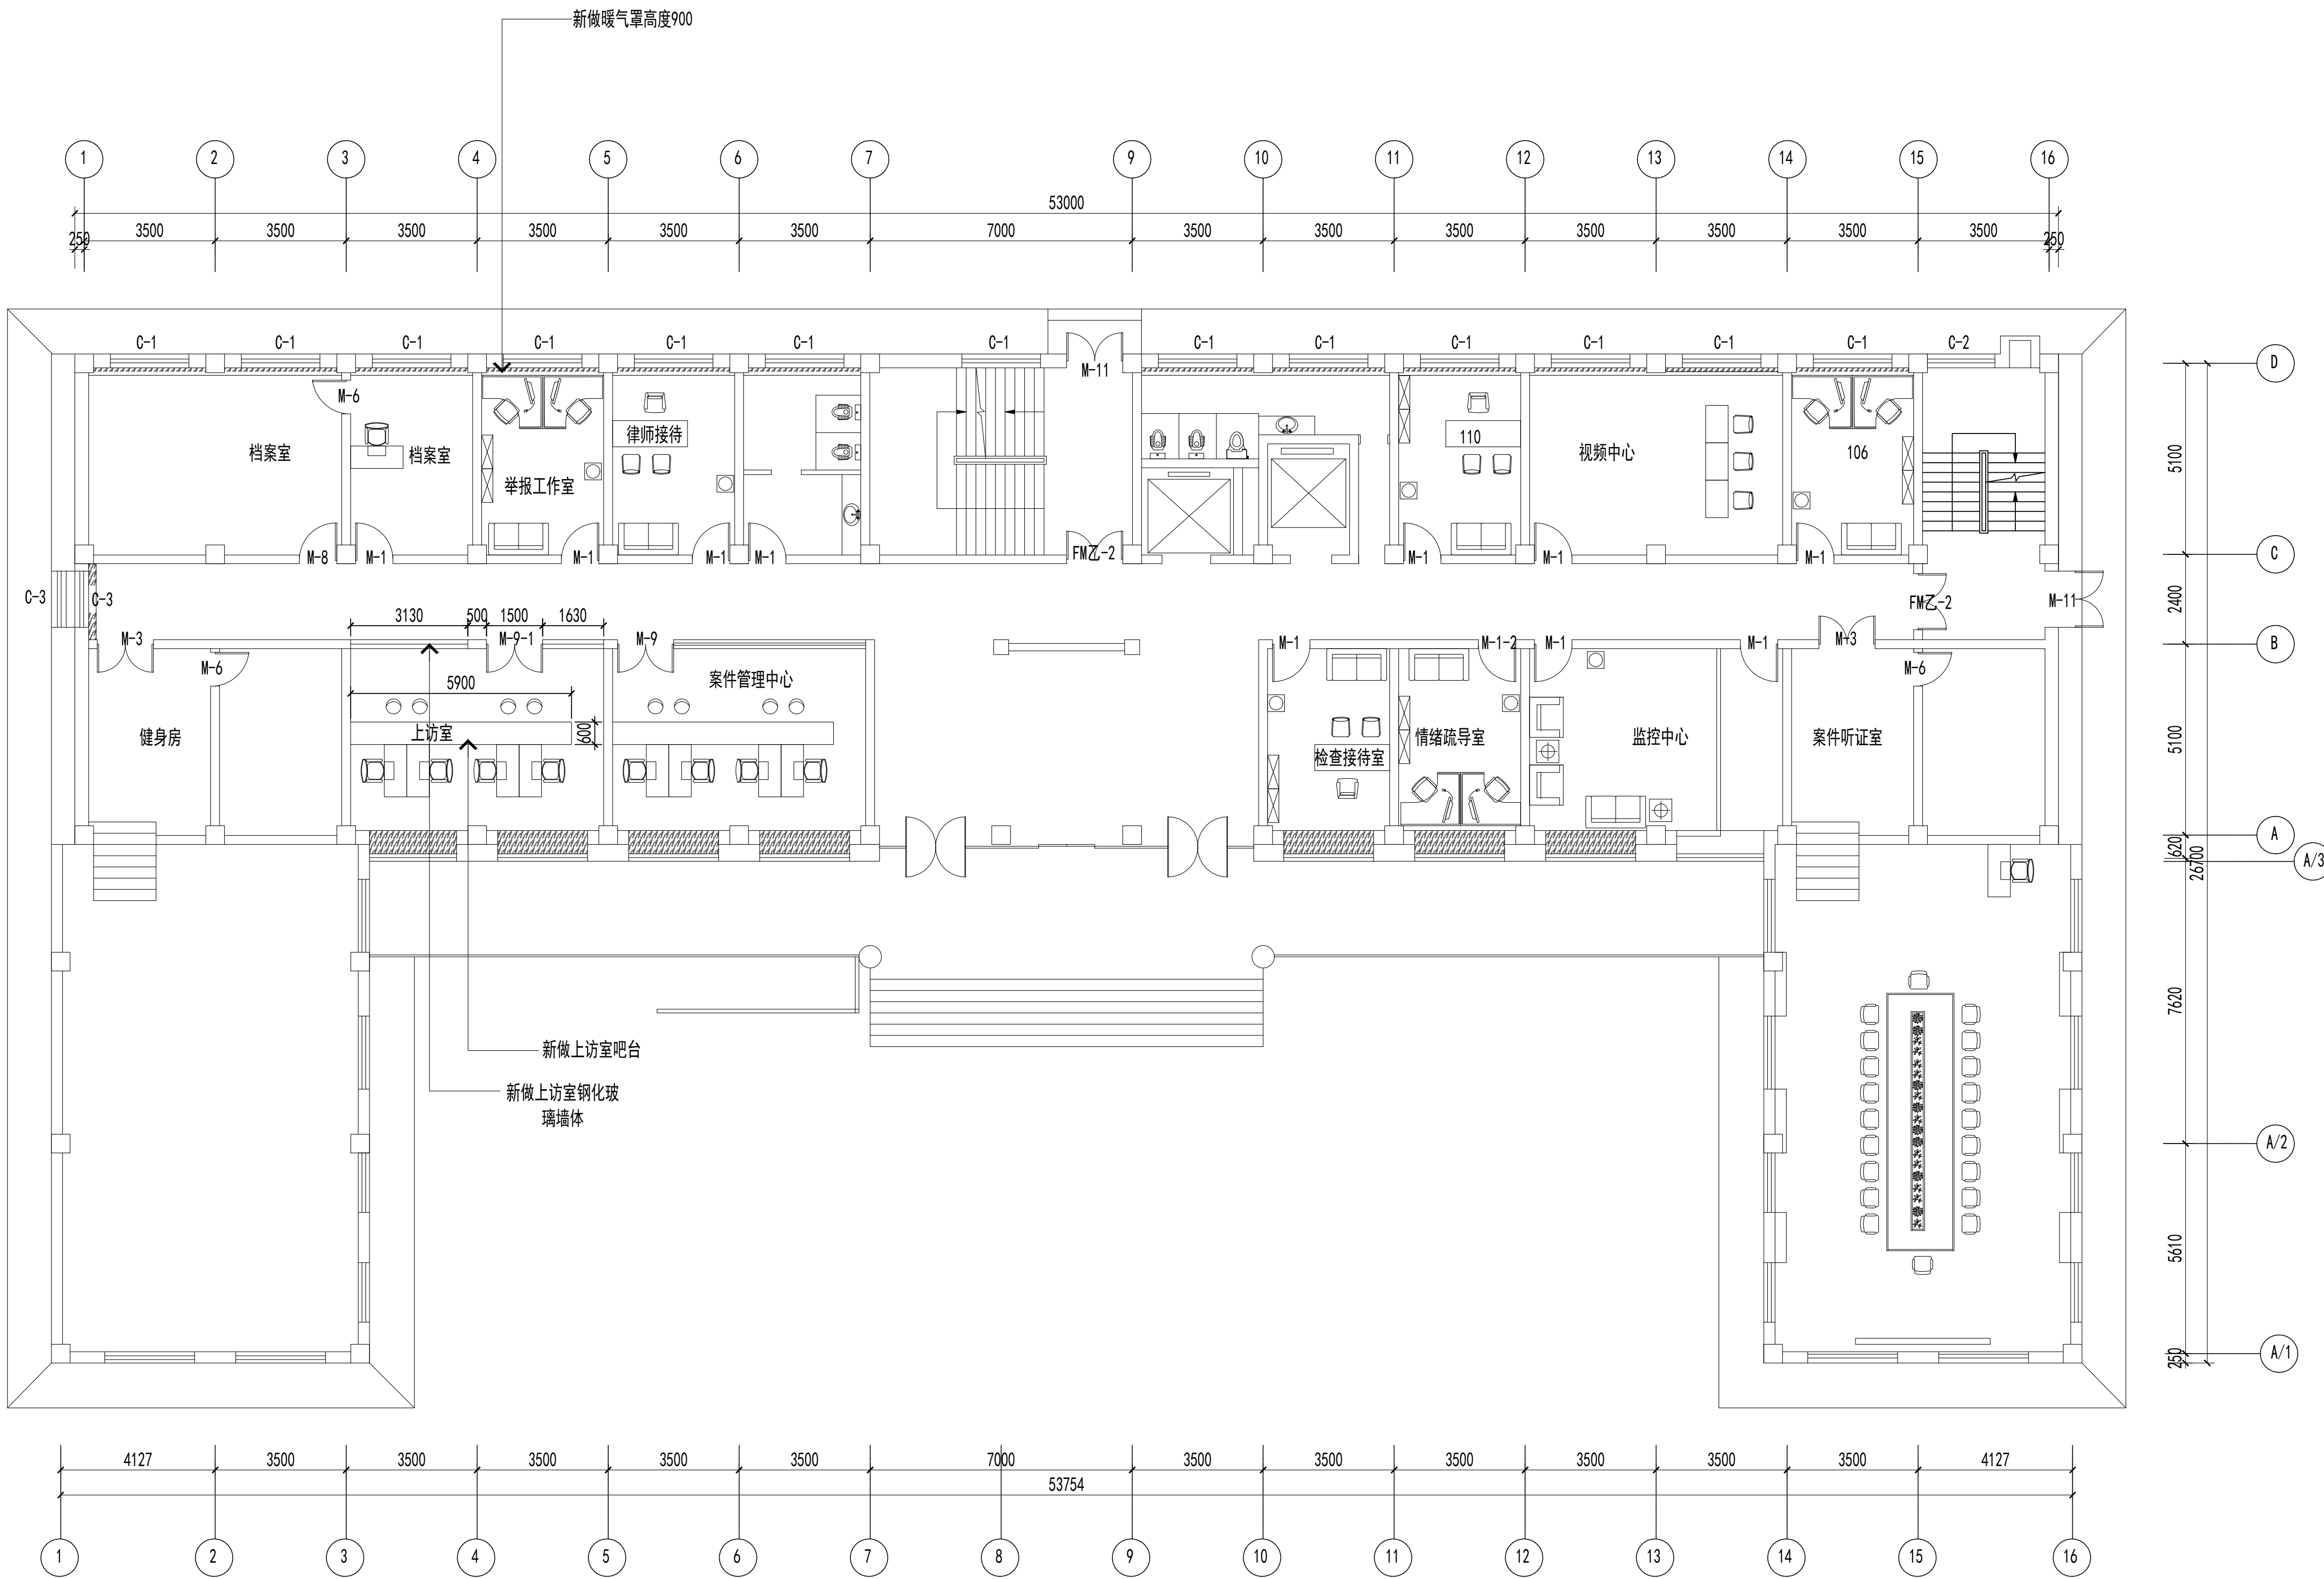 新做暖气罩高度900
1 2 3 4 5 6 7 9 10 11 12 13 14 15 16
53000
250 3500 3500 3500 3500 3500 3500 7000 3500 3500 3500 3500 3500 3500 3500 250
C-1 C-1 C-1 C-1 C-1 C-1 C-1 C-1 C-1 C-1 C-1 C-1 C-1 C-2
M-11
D
M-6
档案室
档案室
举报工作室
律师接待
110
视频中心
106
5100
M-8 M-1 M-1 M-1 M-1 FM乙-2 M-1 M-1 M-1
C
C-3 C-3
FM乙-2
M-11
2400
3130 500 1500 1630
M-3 M-9-1 M-9 M-1 M-1-2 M-1 M-1 M-3
B
M-6
M-6
5900
案件管理中心
上访室
600
健身房
检查接待室
情绪疏导室
监控中心
案件听证室
5100
A
620
26700
A/3
7620
新做上访室吧台
新做上访室钢化玻
璃墙体
A/2
5610
250
A/1
4127 3500 3500 3500 3500 3500 7000 3500 3500 3500 3500 3500 3500 4127
53754
1 2 3 4 5 6 7 8 9 10 11 12 13 14 15 16